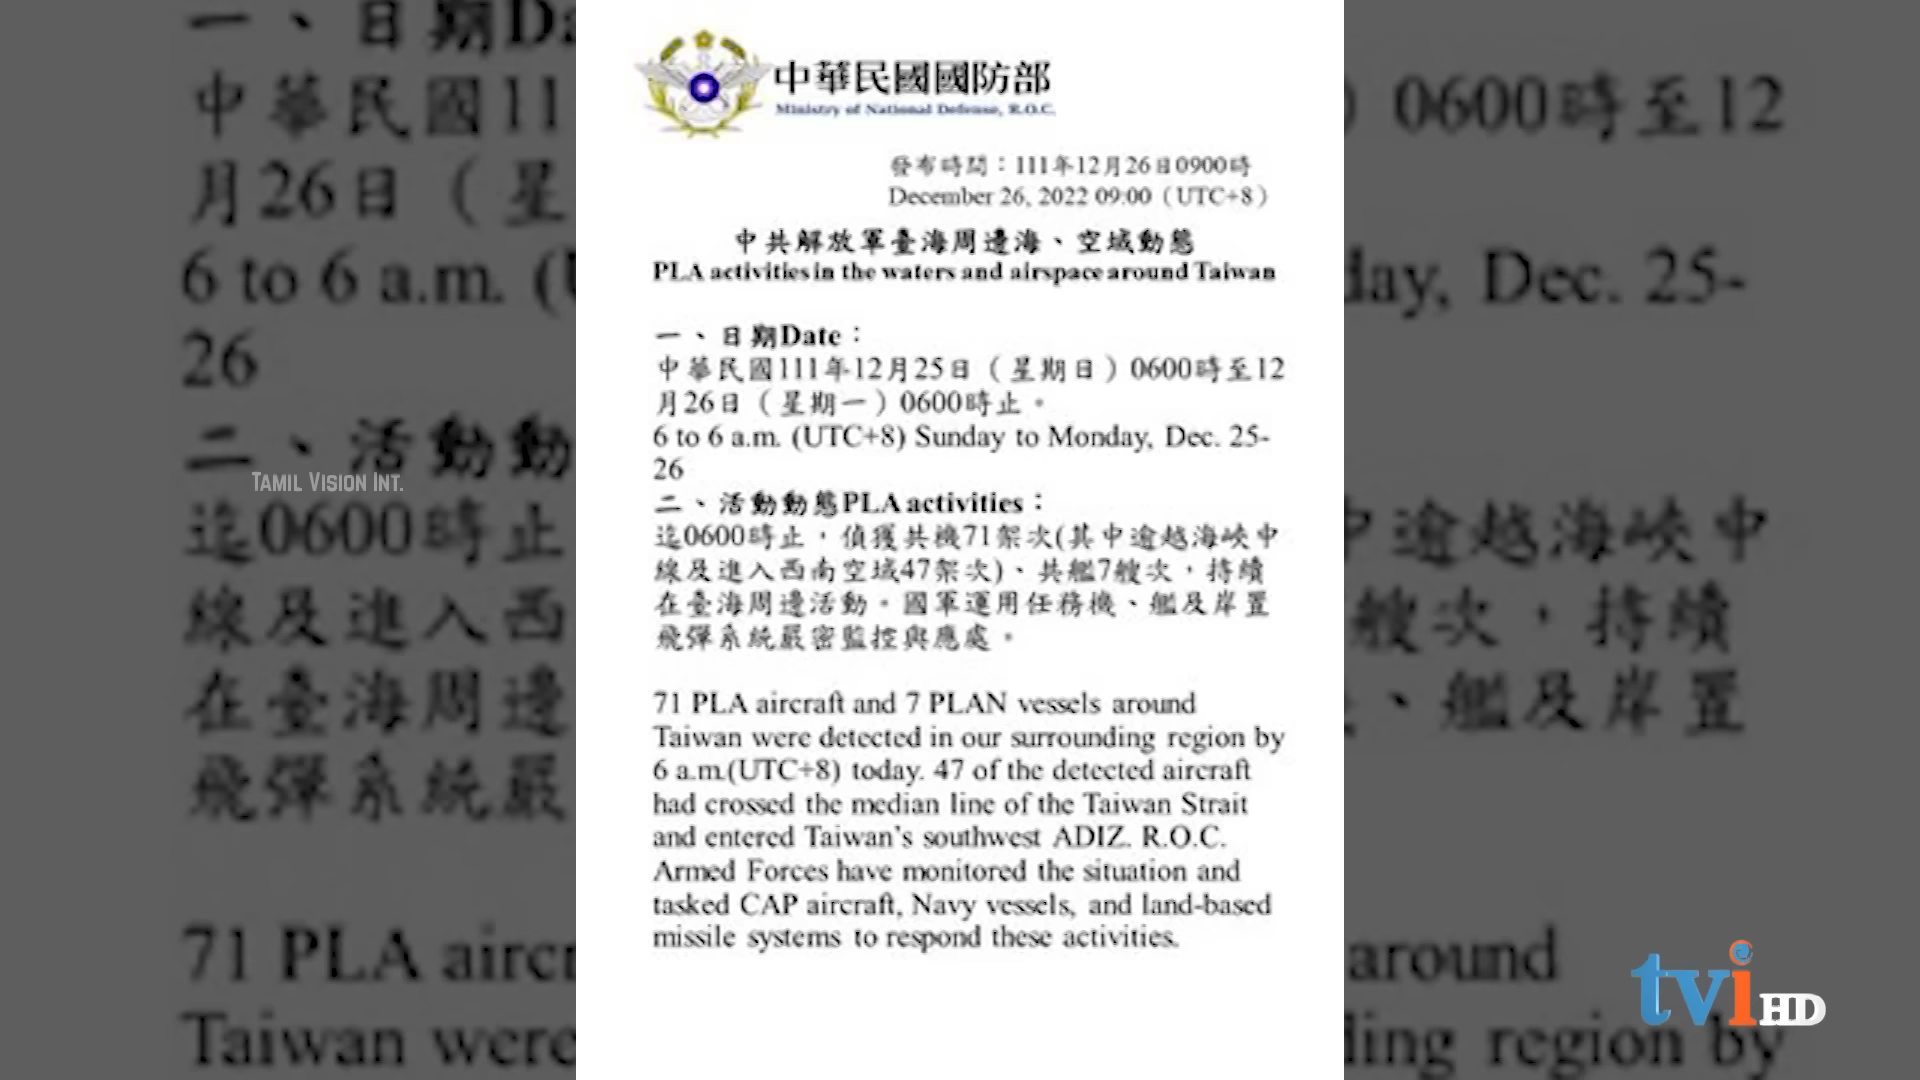 中華民國國防部
Ministry of National Defense, R.O.C.
發布時間：111年12月26日0900時
December 26, 2022 09:00（UTC+8）
中共解放軍臺海周邊海、空域動態
PLA activities in the waters and airspace around Taiwan
一、日期Date：
中華民國111年12月25日（星期日）0600時至12
月26日（星期一）0600時止。
6 to 6 a.m. (UTC+8) Sunday to Monday, Dec. 25-
26
二、活動動態PLA activities：
迄0600時止，偵獲共機71架次(其中逾越海峽中
線及進入西南空域47架次)、共艦7艘次，持續
在臺海周邊活動。國軍運用任務機、艦及岸置
飛彈系統嚴密監控與應處。
71 PLA aircraft and 7 PLAN vessels around
Taiwan were detected in our surrounding region by
6 a.m.(UTC+8) today. 47 of the detected aircraft
had crossed the median line of the Taiwan Strait
and entered Taiwan's southwest ADIZ. R.O.C.
Armed Forces have monitored the situation and
tasked CAP aircraft, Navy vessels, and land-based
missile systems to respond these activities.
TAMIL VISION INT.
tvi HD